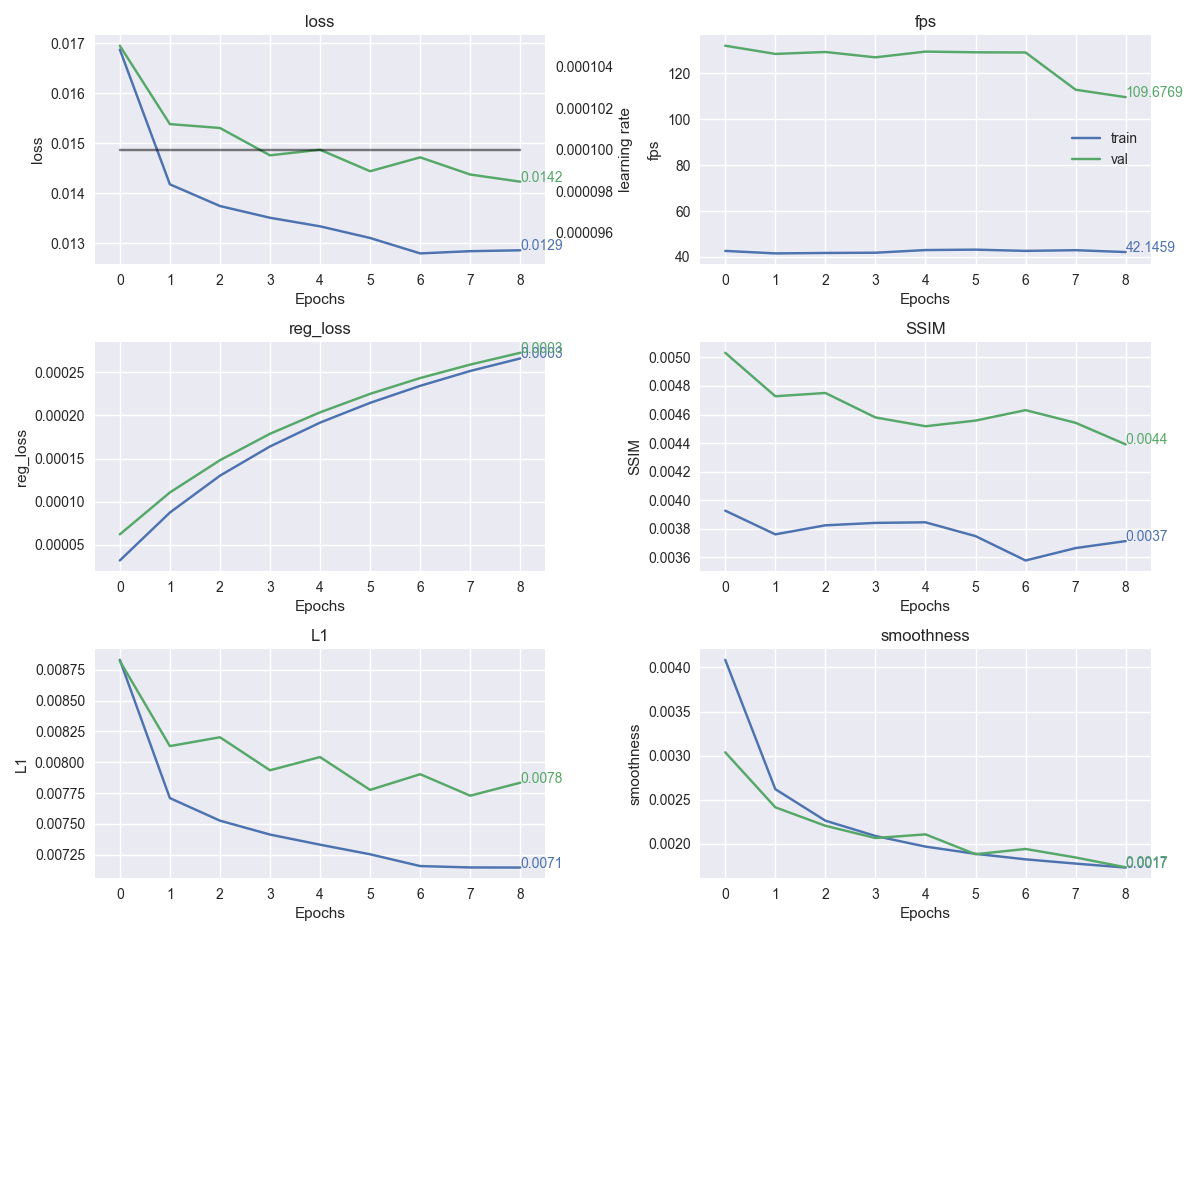 loss
0.017
0.016
0.015
0.014
0.013
loss
0.000104
0.000102
0.000100
0.000098
0.000096
learning rate
0.0142
0.0129
0 1 2 3 4 5 6 7 8
Epochs
fps
120
100
80
60
40
fps
109.6769
train
val
42.1459
0 1 2 3 4 5 6 7 8
Epochs
reg_loss
0.00025
0.00020
0.00015
0.00010
0.00005
reg_loss
0.0003
0.0003
0 1 2 3 4 5 6 7 8
Epochs
SSIM
0.0050
0.0048
0.0046
0.0044
0.0042
0.0040
0.0038
0.0036
SSIM
0.0044
0.0037
0 1 2 3 4 5 6 7 8
Epochs
L1
0.00875
0.00850
0.00825
0.00800
0.00775
0.00750
0.00725
L1
0.0078
0.0071
0 1 2 3 4 5 6 7 8
Epochs
smoothness
0.0040
0.0035
0.0030
0.0025
0.0020
smoothness
0.0017
0.0017
0 1 2 3 4 5 6 7 8
Epochs